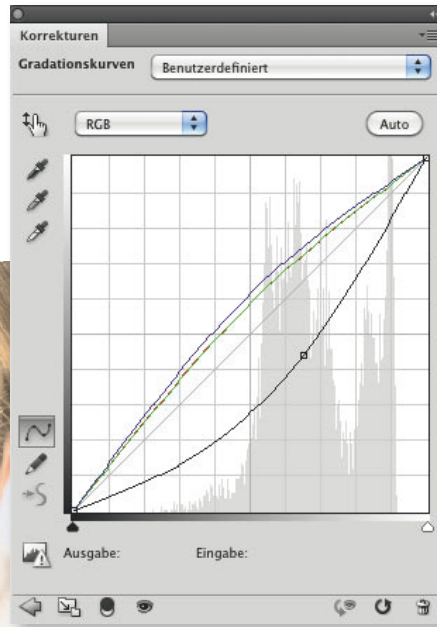 Korrekturen
Gradationskurven Benutzerdefiniert
RGB Auto
Ausgabe: Eingabe: